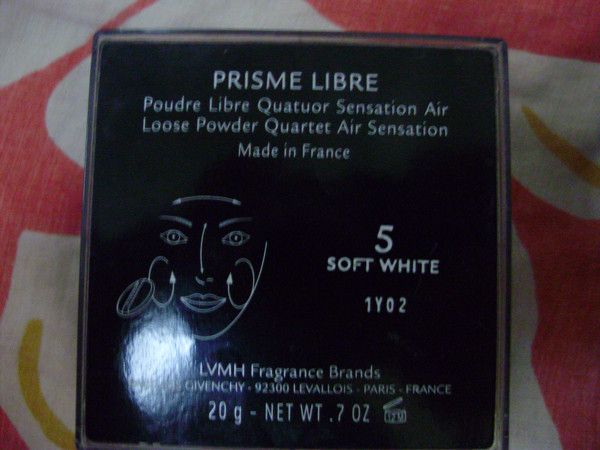 PRISME LIBRE
Poudre Libre Quatuor Sensation Air
Loose Powder Quartet Air Sensation
Made in France
5
SOFT WHITE
1Y02
LVMH Fragrance Brands
GIVENCHY - 92300 LEVALLOIS - PARIS - FRANCE
20 g - NET WT .7 OZ